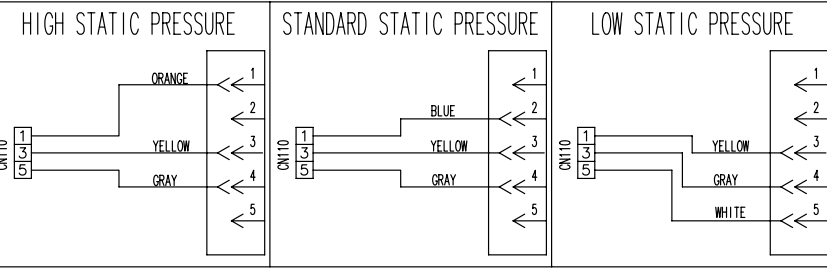 HIGH STATIC PRESSURE
ORANGE 1
2
1
YELLOW 3
3
5
GRAY 4
5
CN110
STANDARD STATIC PRESSURE
1
BLUE 2
1
YELLOW 3
3
5
GRAY 4
5
CN110
LOW STATIC PRESSURE
1
2
1
YELLOW 3
3
5
GRAY 4
WHITE 5
CN110